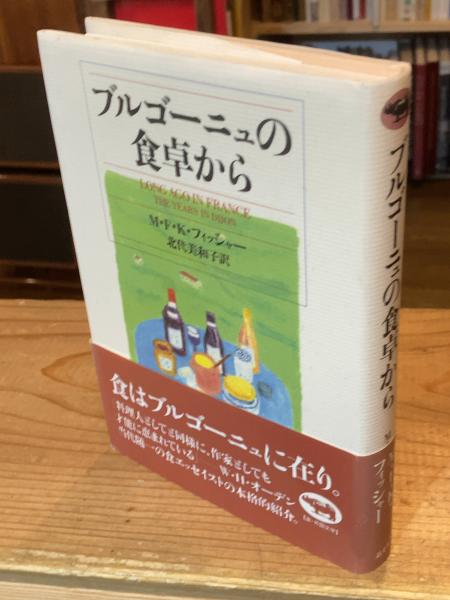 ブルゴーニュの
食卓から
LONG AGO IN FRANCE
THE YEARS IN DIJON
M・F・K・フィッシャー
北代美和子訳
食はブルゴーニュに在り。
料理人としてと同様に、作家としても
才能に恵まれている W・H・オーデン
当代随一の食エッセイストの本格的紹介。
ブルゴーニュの食卓から
フィッシャー